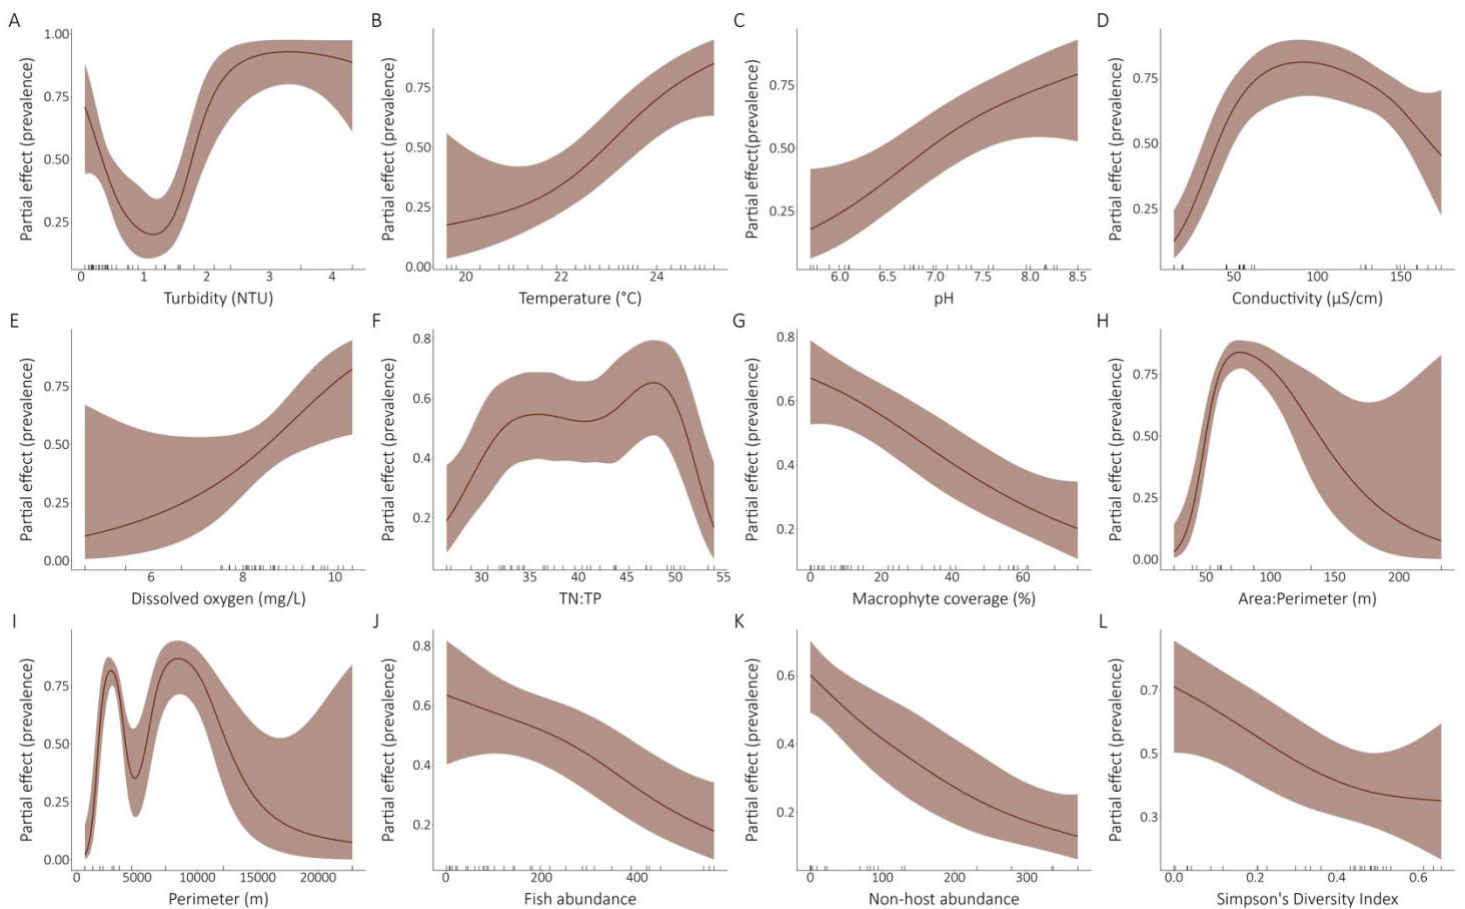 A
Partial effect (prevalence)
1.00
0.75
0.50
0.25
0 1 2 3 4
Turbidity (NTU)
B
Partial effect (prevalence)
0.75
0.50
0.25
0.00
20 22 24
Temperature (°C)
C
Partial effect(prevalence)
0.75
0.50
0.25
6.0 6.5 7.0 7.5 8.0 8.5
pH
D
Partial effect (prevalence)
0.75
0.50
0.25
50 100 150
Conductivity (µS/cm)
E
Partial effect (prevalence)
0.75
0.50
0.25
0.00
6 8 10
Dissolved oxygen (mg/L)
F
Partial effect (prevalence)
0.8
0.6
0.4
0.2
30 35 40 45 50 55
TN:TP
G
Partial effect (prevalence)
0.8
0.6
0.4
0.2
0 20 40 60
Macrophyte coverage (%)
H
Partial effect (prevalence)
0.75
0.50
0.25
0.00
50 100 150 200
Area:Perimeter (m)
I
Partial effect (prevalence)
0.75
0.50
0.25
0.00
0 5000 10000 15000 20000
Perimeter (m)
J
Partial effect (prevalence)
0.8
0.6
0.4
0.2
0 200 400
Fish abundance
K
Partial effect (prevalence)
0.6
0.4
0.2
0 100 200 300
Non-host abundance
L
Partial effect (prevalence)
0.7
0.5
0.3
0.0 0.2 0.4 0.6
Simpson's Diversity Index